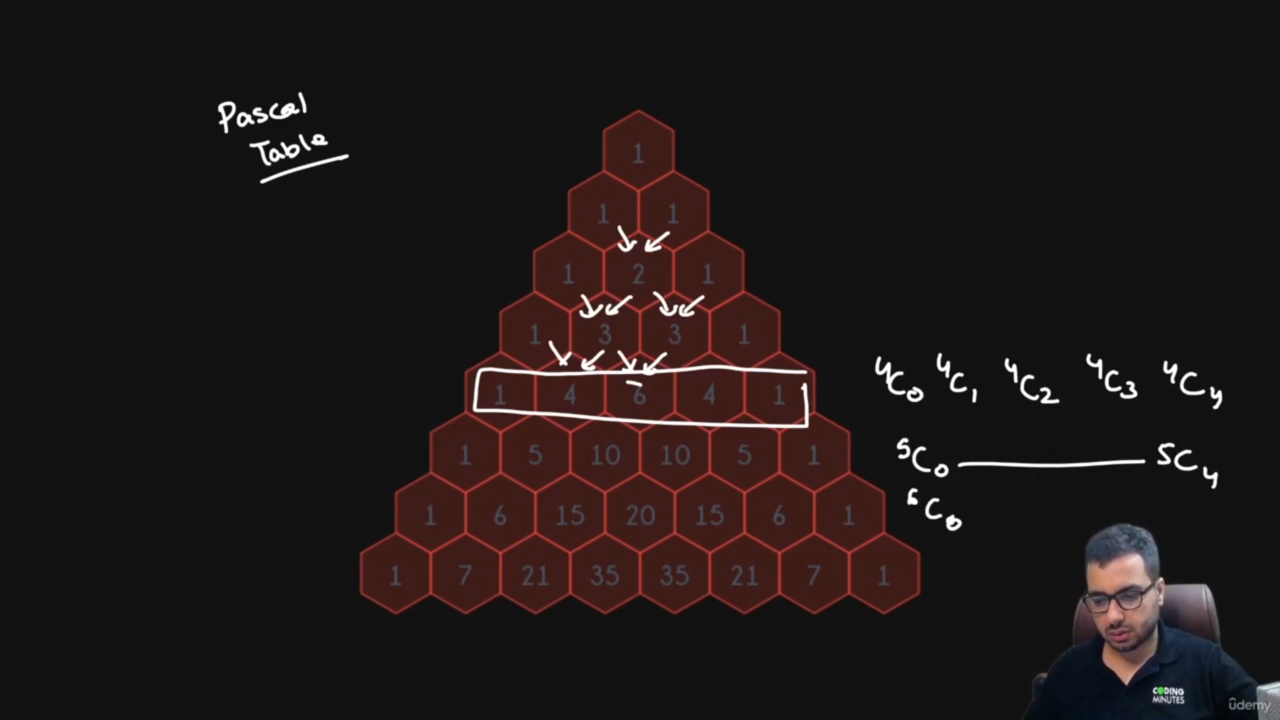 Pascal
Table
1
1 1
1 2 1
1 3 3 1
1 4 6 4 1
1 5 10 10 5 1
1 6 15 20 15 6 1
1 7 21 35 35 21 7 1
⁴C₀ ⁴C₁ ⁴C₂ ⁴C₃ ⁴C₄
⁵C₀ ⁵C₄
⁶C₀
CODING
MINUTES
ûdemy